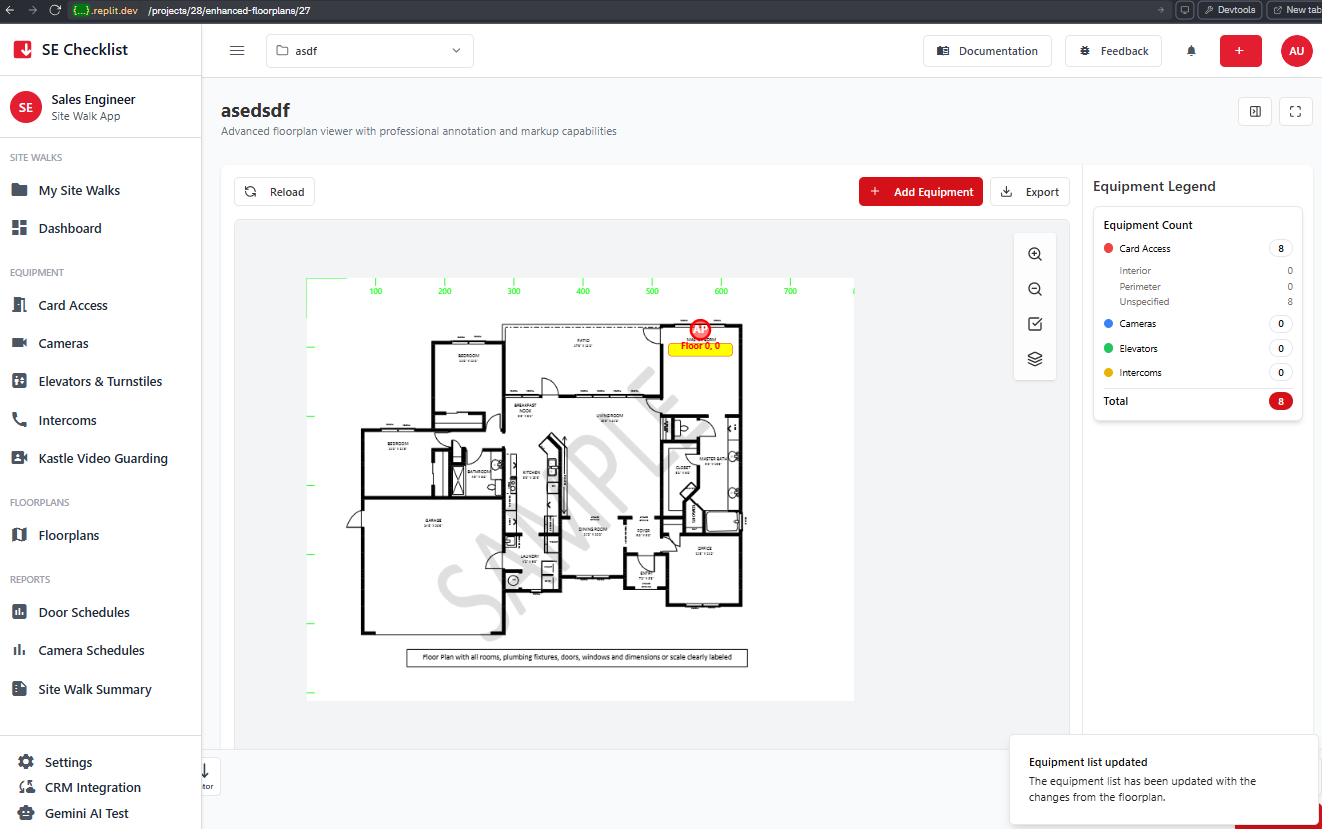 {...}.replit.dev /projects/28/enhanced-floorplans/27
Devtools
New tab
SE Checklist
asdf
Documentation
Feedback
+
AU
SE
Sales Engineer
Site Walk App
SITE WALKS
My Site Walks
Dashboard
EQUIPMENT
Card Access
Cameras
Elevators & Turnstiles
Intercoms
Kastle Video Guarding
FLOORPLANS
Floorplans
REPORTS
Door Schedules
Camera Schedules
Site Walk Summary
Settings
CRM Integration
Gemini AI Test
asedsdf
Advanced floorplan viewer with professional annotation and markup capabilities
Reload
+ Add Equipment
Export
100 200 300 400 500 600 700
AP
Floor 0, 0
PATIO
BEDROOM
BREAKFAST
NOOK
LIVING ROOM
BEDROOM
BATHROOM
KITCHEN
CLOSET
MASTER BATH
GARAGE
DINING ROOM
FOYER
OFFICE
LAUNDRY
ENTRY
SAMPLE
Floor Plan with all rooms, plumbing fixtures, doors, windows and dimensions or scale clearly labeled
tor
Equipment Legend
Equipment Count
Card Access 8
Interior 0
Perimeter 0
Unspecified 8
Cameras 0
Elevators 0
Intercoms 0
Total 8
Equipment list updated
The equipment list has been updated with the
changes from the floorplan.